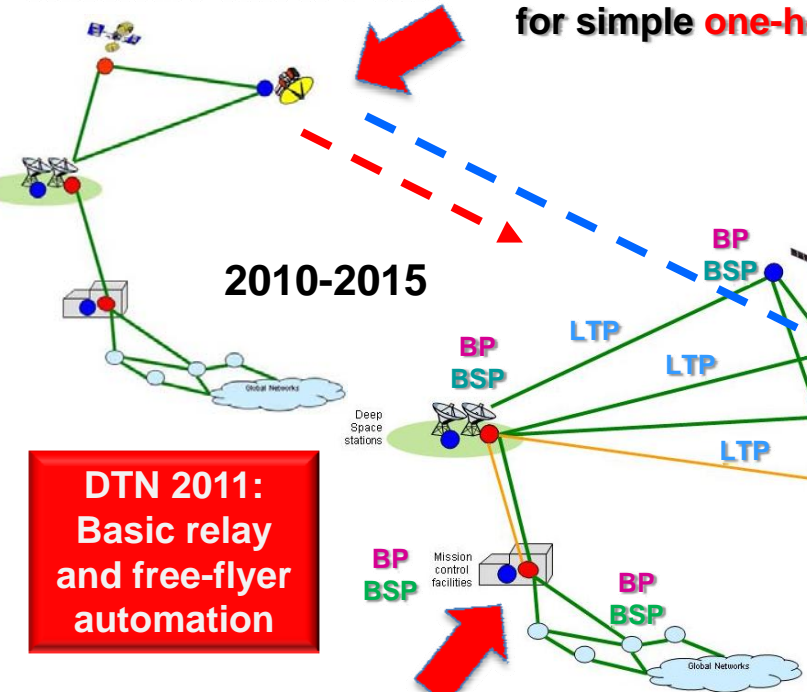 for simple one-h
2010-2015
Global Networks
BP
BSP
LTP
BP
BSP
LTP
Deep
Space
stations
LTP
DTN 2011:
Basic relay
and free-flyer
automation
BP
BSP
Mission
control
facilities
BP
BSP
Global Networks